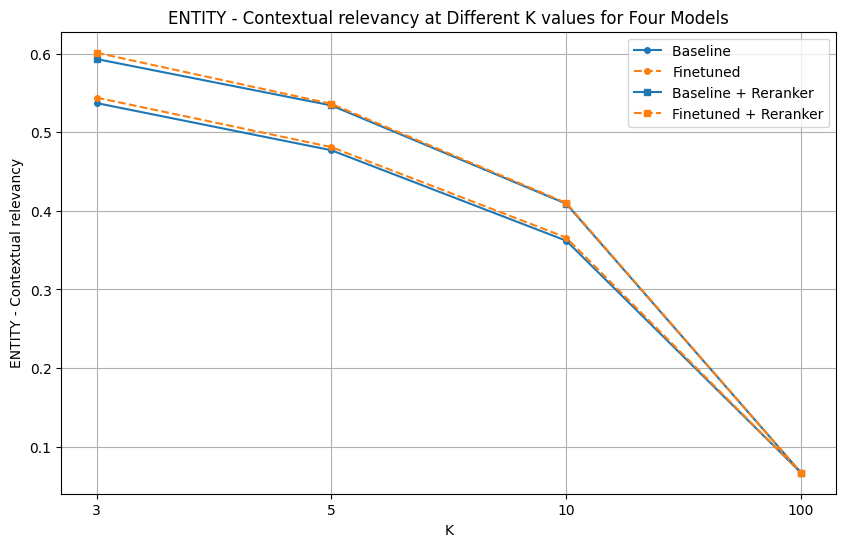 ENTITY - Contextual relevancy at Different K values for Four Models
Baseline
Finetuned
Baseline + Reranker
Finetuned + Reranker
ENTITY - Contextual relevancy
0.6
0.5
0.4
0.3
0.2
0.1
3
5
10
100
K